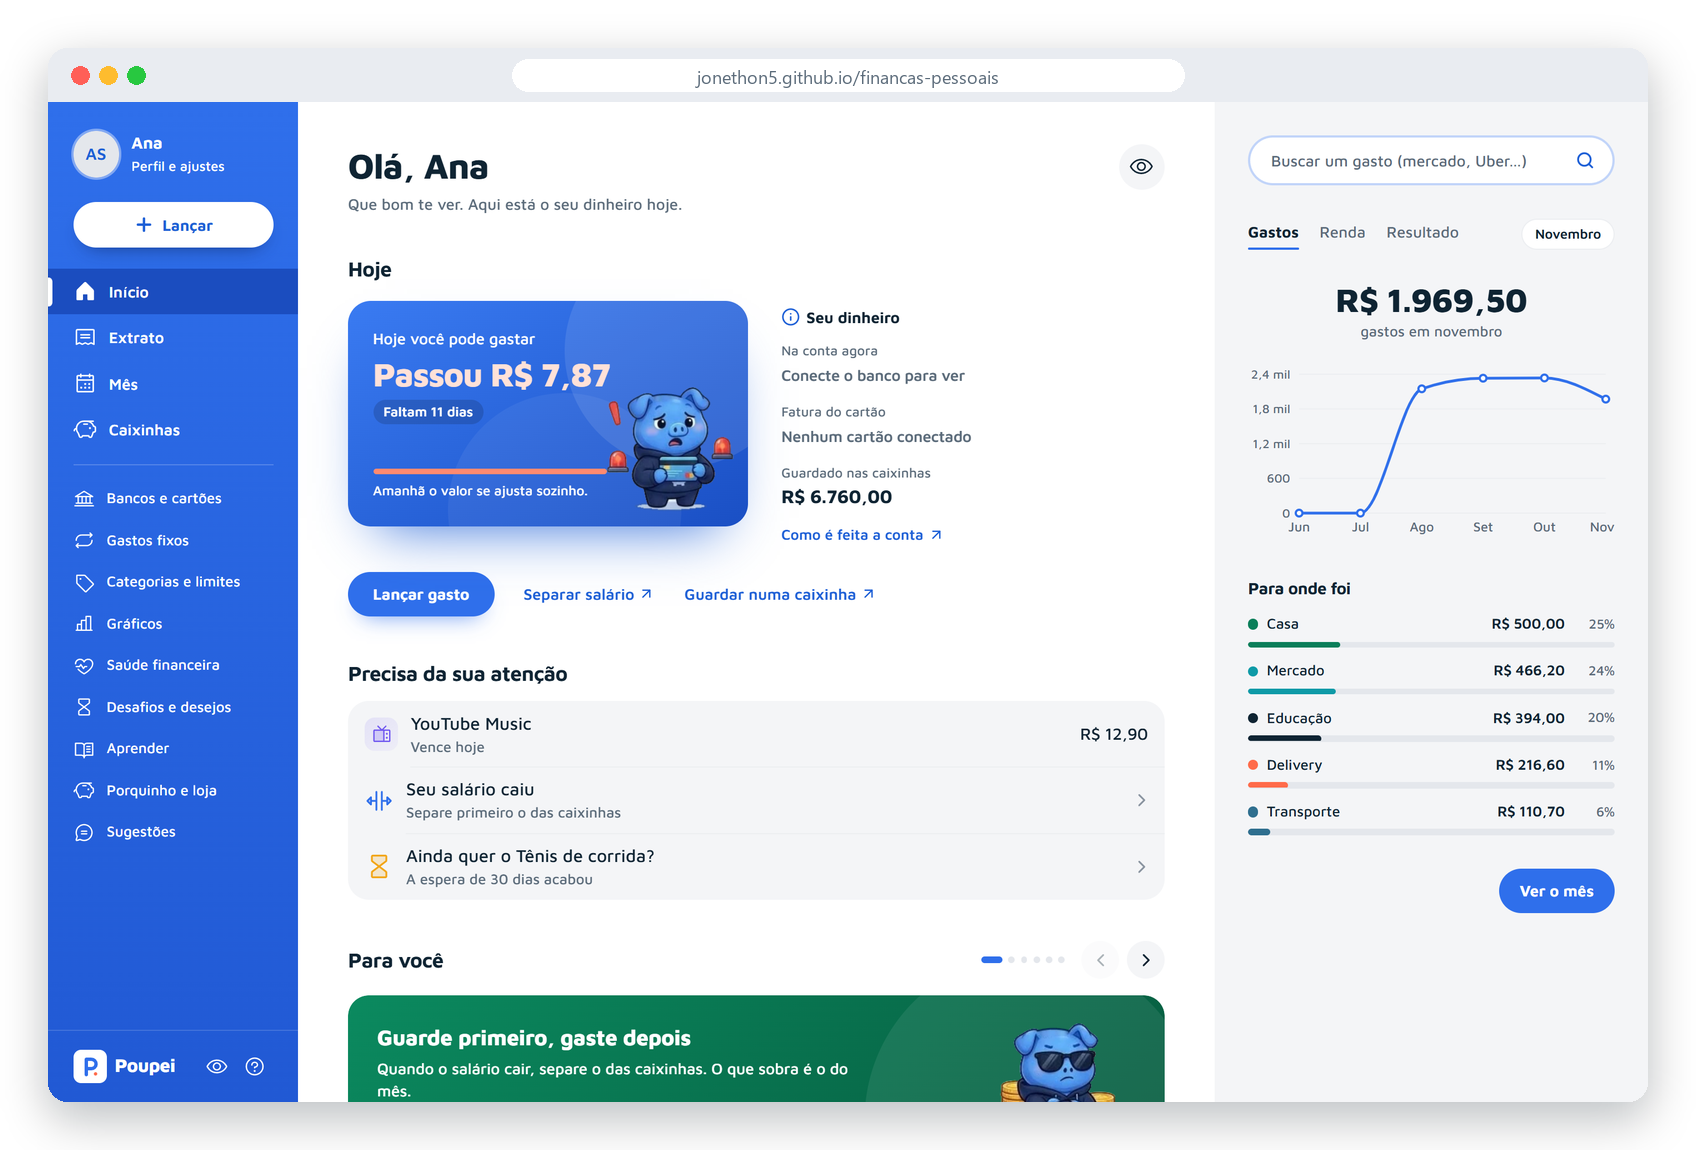 jonethon5.github.io/financas-pessoais
AS
Ana
Perfil e ajustes
Lançar
Início
Extrato
Mês
Caixinhas
Bancos e cartões
Gastos fixos
Categorias e limites
Gráficos
Saúde financeira
Desafios e desejos
Aprender
Porquinho e loja
Sugestões
P.
Poupei
Olá, Ana
Que bom te ver. Aqui está o seu dinheiro hoje.
Hoje
Hoje você pode gastar
Passou R$ 7,87
Faltam 11 dias
Amanhã o valor se ajusta sozinho.
Seu dinheiro
Na conta agora
Conecte o banco para ver
Fatura do cartão
Nenhum cartão conectado
Guardado nas caixinhas
R$ 6.760,00
Como é feita a conta
Lançar gasto
Separar salário
Guardar numa caixinha
Precisa da sua atenção
YouTube Music
Vence hoje
R$ 12,90
Seu salário caiu
Separe primeiro o das caixinhas
Ainda quer o Tênis de corrida?
A espera de 30 dias acabou
Para você
Guarde primeiro, gaste depois
Quando o salário cair, separe o das caixinhas. O que sobra é o do
mês.
Buscar um gasto (mercado, Uber...)
Gastos Renda Resultado
Novembro
R$ 1.969,50
gastos em novembro
2,4 mil
1,8 mil
1,2 mil
600
0
Jun Jul Ago Set Out Nov
Para onde foi
Casa R$ 500,00 25%
Mercado R$ 466,20 24%
Educação R$ 394,00 20%
Delivery R$ 216,60 11%
Transporte R$ 110,70 6%
Ver o mês